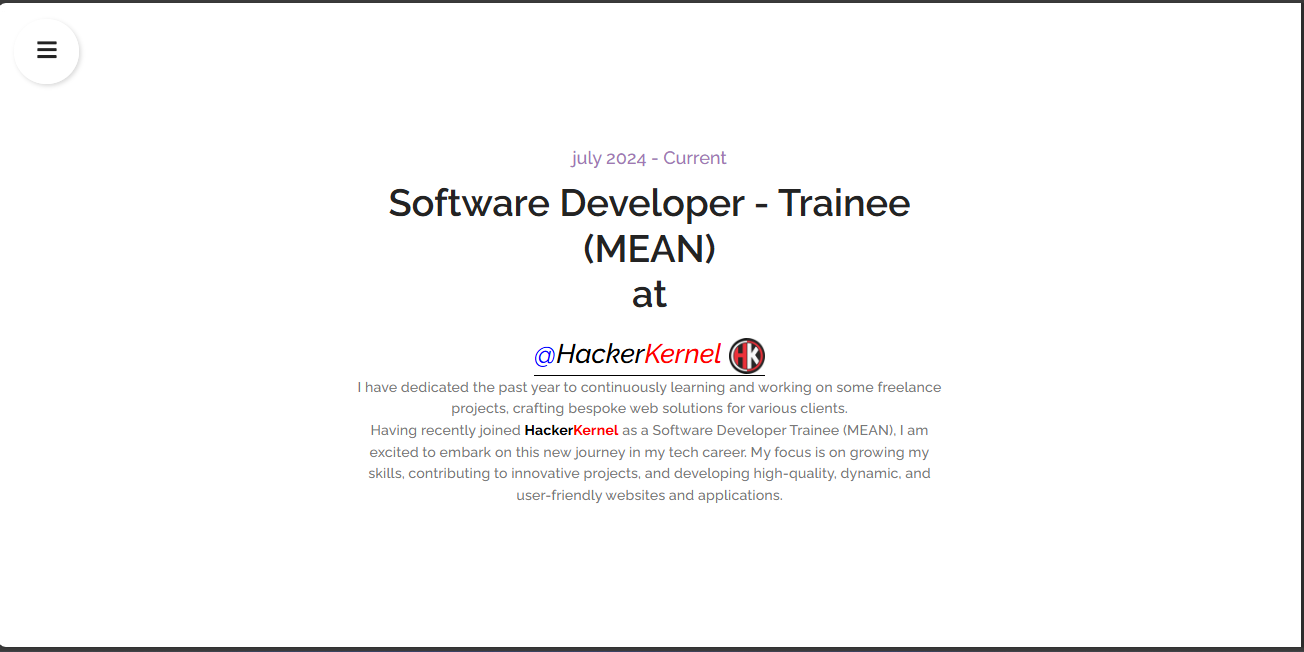 july 2024 - Current
Software Developer - Trainee
(MEAN)
at
@HackerKernel HK
I have dedicated the past year to continuously learning and working on some freelance
projects, crafting bespoke web solutions for various clients.
Having recently joined HackerKernel as a Software Developer Trainee (MEAN), I am
excited to embark on this new journey in my tech career. My focus is on growing my
skills, contributing to innovative projects, and developing high-quality, dynamic, and
user-friendly websites and applications.